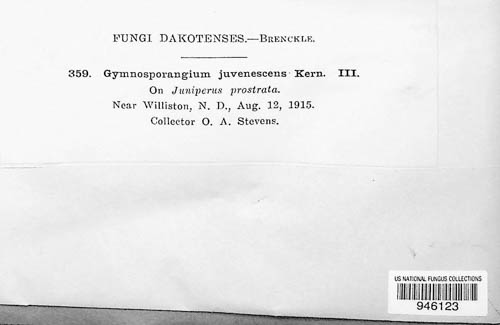 FUNGI DAKOTENSES.—BRENCKLE.
359. Gymnosporangium juvenescens Kern. III.
On Juniperus prostrata.
Near Williston, N. D., Aug. 12, 1915.
Collector O. A. Stevens.
US NATIONAL FUNGUS COLLECTIONS
946123